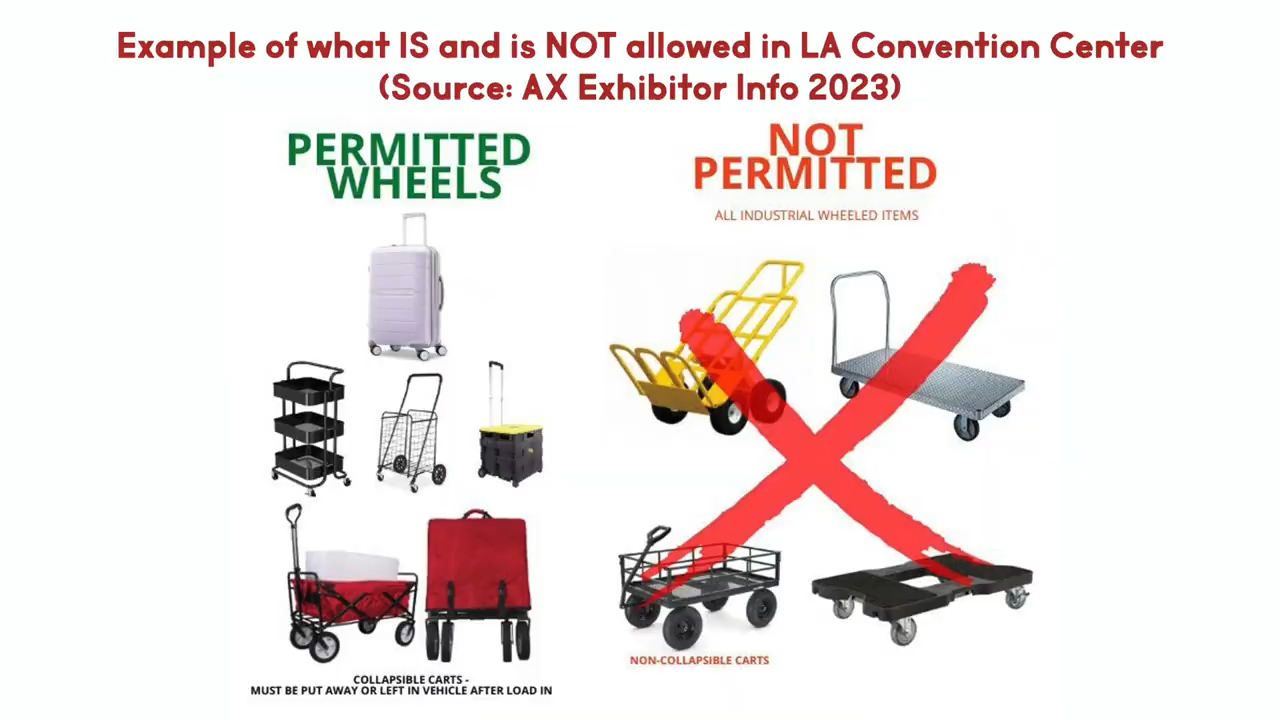 Example of what IS and is NOT allowed in LA Convention Center
(Source: AX Exhibitor Info 2023)
PERMITTED
WHEELS
NOT
PERMITTED
ALL INDUSTRIAL WHEELED ITEMS
NON-COLLAPSIBLE CARTS
COLLAPSIBLE CARTS -
MUST BE PUT AWAY OR LEFT IN VEHICLE AFTER LOAD IN